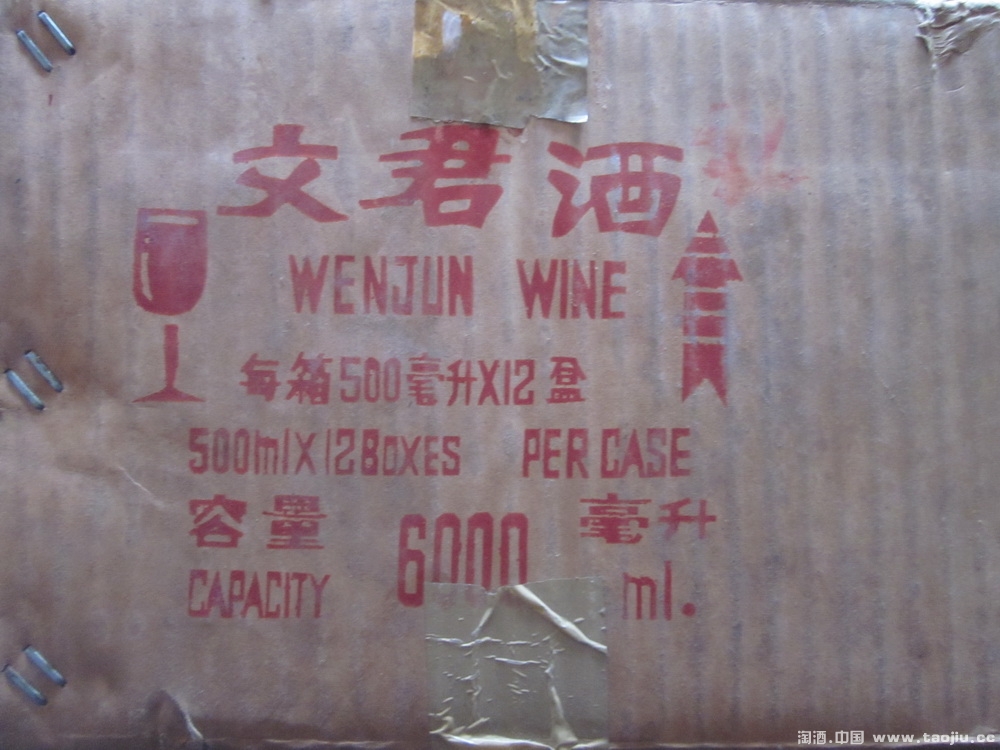 文君酒
WENJUN WINE
每箱500毫升X12盒
500mlX12BOXES PER CASE
容量 6000 毫升
CAPACITY ml.
淘酒.中国 www.taojiu.cc